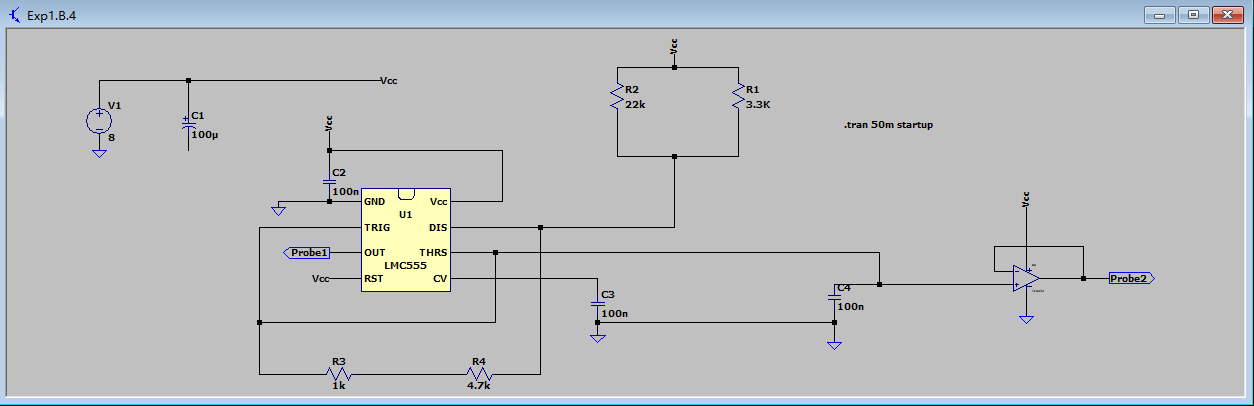 Exp1.B.4
Vcc
V1
8
C1
100µ
Vcc
Vcc
R2
22k
R1
3.3K
.tran 50m startup
C2
100n
GND
Vcc
U1
TRIG
DIS
Probe1
OUT
THRS
LMC555
Vcc
RST
CV
C3
100n
C4
100n
Vcc
Probe2
R3
1k
R4
4.7k